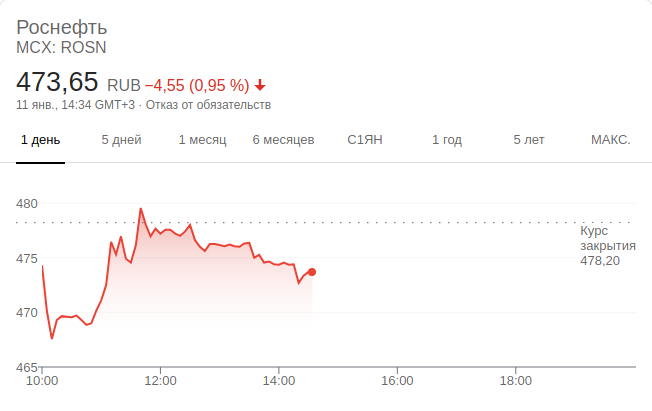 Роснефть
MCX: ROSN
473,65 RUB −4,55 (0,95 %)
11 янв., 14:34 GMT+3 · Отказ от обязательств
1 день 5 дней 1 месяц 6 месяцев С1ЯН 1 год 5 лет МАКС.
480
Курс
закрытия
478,20
475
470
465
10:00 12:00 14:00 16:00 18:00